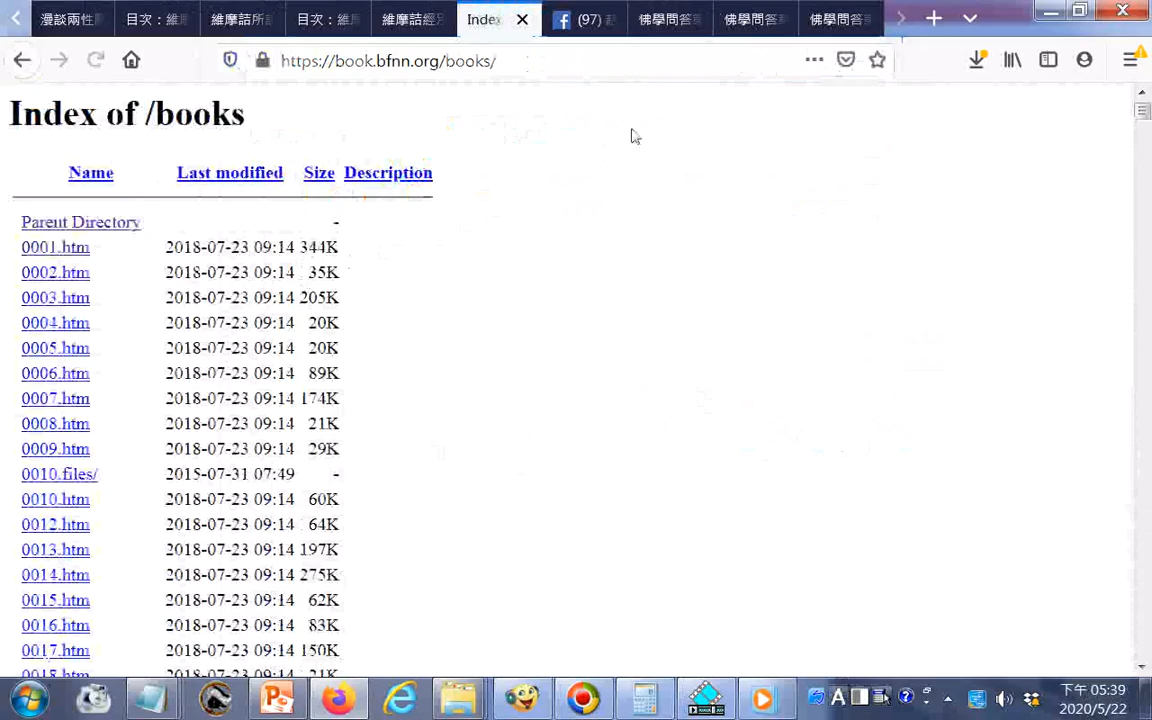 漫談兩性
目次：維
維摩詰所
目次：維
維摩詰經
Index
(97)
佛學問答
佛學問答
佛學問答
https://book.bfnn.org/books/
Index of /books
Name Last modified Size Description
Parent Directory -
0001.htm 2018-07-23 09:14 344K
0002.htm 2018-07-23 09:14 35K
0003.htm 2018-07-23 09:14 205K
0004.htm 2018-07-23 09:14 20K
0005.htm 2018-07-23 09:14 20K
0006.htm 2018-07-23 09:14 89K
0007.htm 2018-07-23 09:14 174K
0008.htm 2018-07-23 09:14 21K
0009.htm 2018-07-23 09:14 29K
0010.files/ 2015-07-31 07:49 -
0010.htm 2018-07-23 09:14 60K
0012.htm 2018-07-23 09:14 64K
0013.htm 2018-07-23 09:14 197K
0014.htm 2018-07-23 09:14 275K
0015.htm 2018-07-23 09:14 62K
0016.htm 2018-07-23 09:14 83K
0017.htm 2018-07-23 09:14 150K
0018.htm 2018-07-23 09:14 21K
下午 05:39
2020/5/22